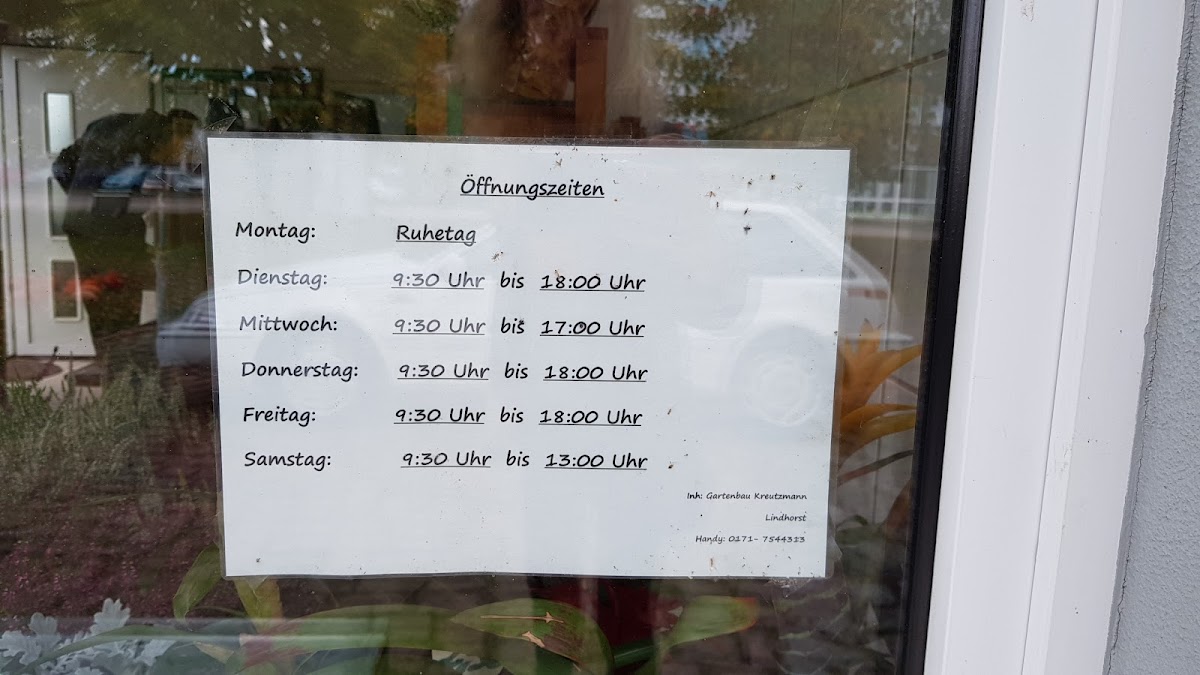 Öffnungszeiten
Montag: Ruhetag
Dienstag: 9:30 Uhr bis 18:00 Uhr
Mittwoch: 9:30 Uhr bis 17:00 Uhr
Donnerstag: 9:30 Uhr bis 18:00 Uhr
Freitag: 9:30 Uhr bis 18:00 Uhr
Samstag: 9:30 Uhr bis 13:00 Uhr
Inh: Gartenbau Kreutzmann
Lindhorst
Handy: 0171- 7544313